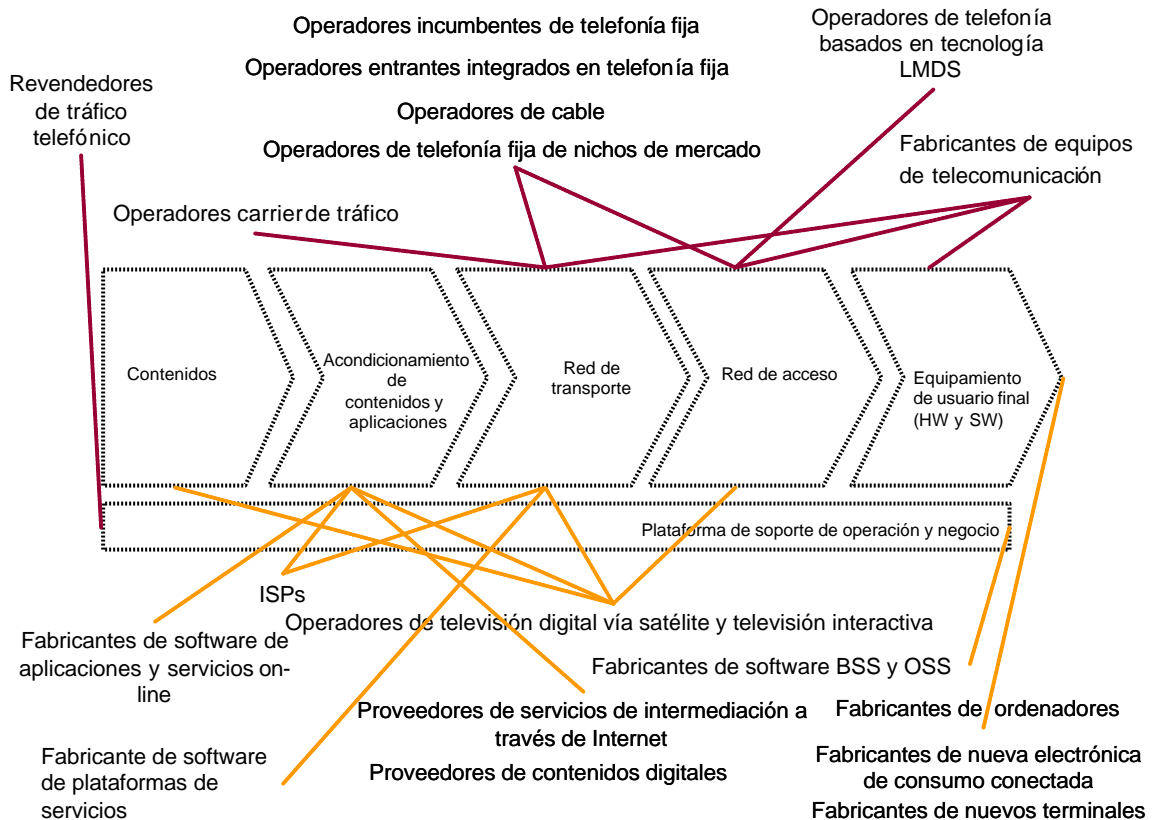 Operadores incumbentes de telefonía fija
Operadores entrantes integrados en telefonía fija
Operadores de cable
Operadores de telefonía fija de nichos de mercado
Operadores de telefonía
basados en tecnología
LMDS
Revendedores
de tráfico
telefónico
Fabricantes de equipos
de telecomunicación
Operadores carrier de tráfico
Contenidos
Acondicionamiento
de
contenidos y
aplicaciones
Red de
transporte
Red de acceso
Equipamiento
de usuario final
(HW y SW)
Plataforma de soporte de operación y negocio
ISPs
Operadores de televisión digital vía satélite y televisión interactiva
Fabricantes de software de
aplicaciones y servicios on-
line
Fabricantes de software BSS y OSS
Proveedores de servicios de intermediación a
través de Internet
Proveedores de contenidos digitales
Fabricantes de ordenadores
Fabricantes de nueva electrónica
de consumo conectada
Fabricantes de nuevos terminales
Fabricante de software
de plataformas de
servicios